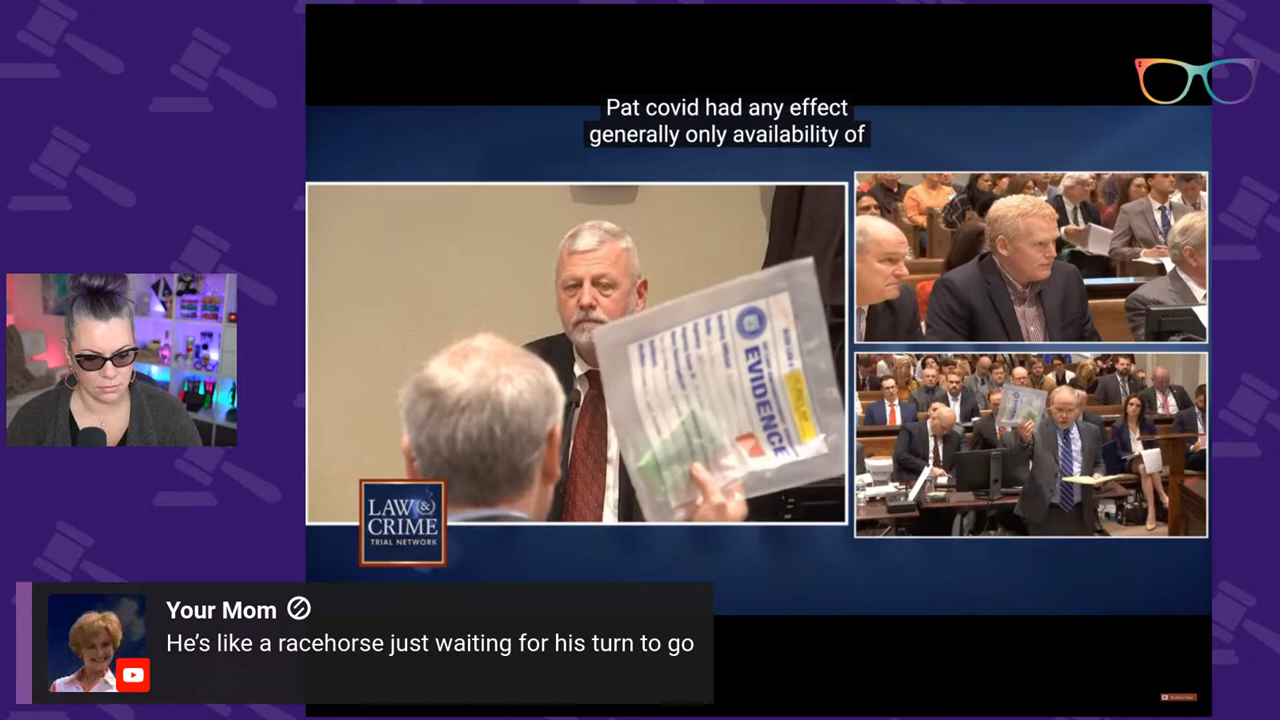 Pat covid had any effect
generally only availability of
EVIDENCE
LAW &
CRIME
TRIAL NETWORK
Your Mom
He's like a racehorse just waiting for his turn to go